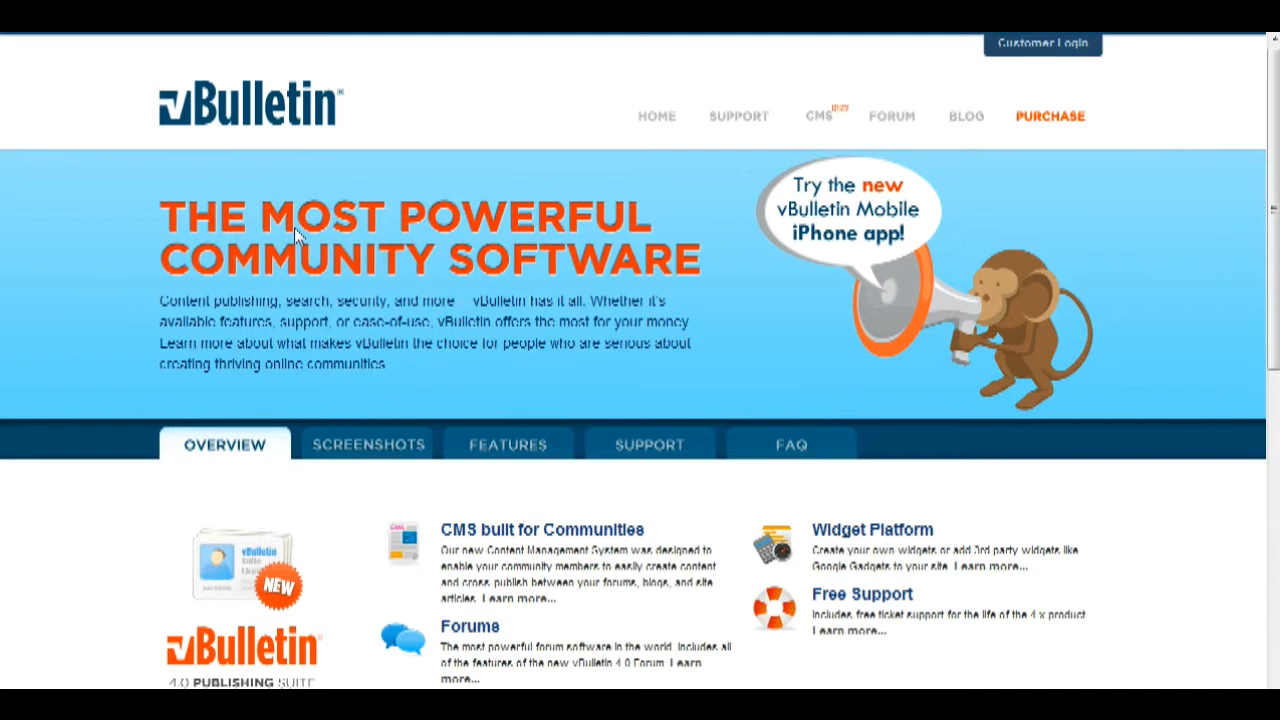 Customer Login
vBulletin
HOME SUPPORT CMS NEW FORUM BLOG PURCHASE
Try the new
vBulletin Mobile
iPhone app!
THE MOST POWERFUL
COMMUNITY SOFTWARE
Content publishing, search, security, and more vBulletin has it all. Whether it's
available features, support, or ease-of-use, vBulletin offers the most for your money
Learn more about what makes vBulletin the choice for people who are serious about
creating thriving online communities
OVERVIEW SCREENSHOTS FEATURES SUPPORT FAQ
vBulletin
NEW
vBulletin
4.0 PUBLISHING SUITE
CMS built for Communities
Our new Content Management System was designed to
enable your community members to easily create content
and cross publish between your forums, blogs, and site
articles. Learn more...
Forums
The most powerful forum software in the world. Includes all
of the features of the new vBulletin 4.0 Forum. Learn
more...
Widget Platform
Create your own widgets or add 3rd party widgets like
Google Gadgets to your site. Learn more...
Free Support
Includes free ticket support for the life of the 4.x product
Learn more...